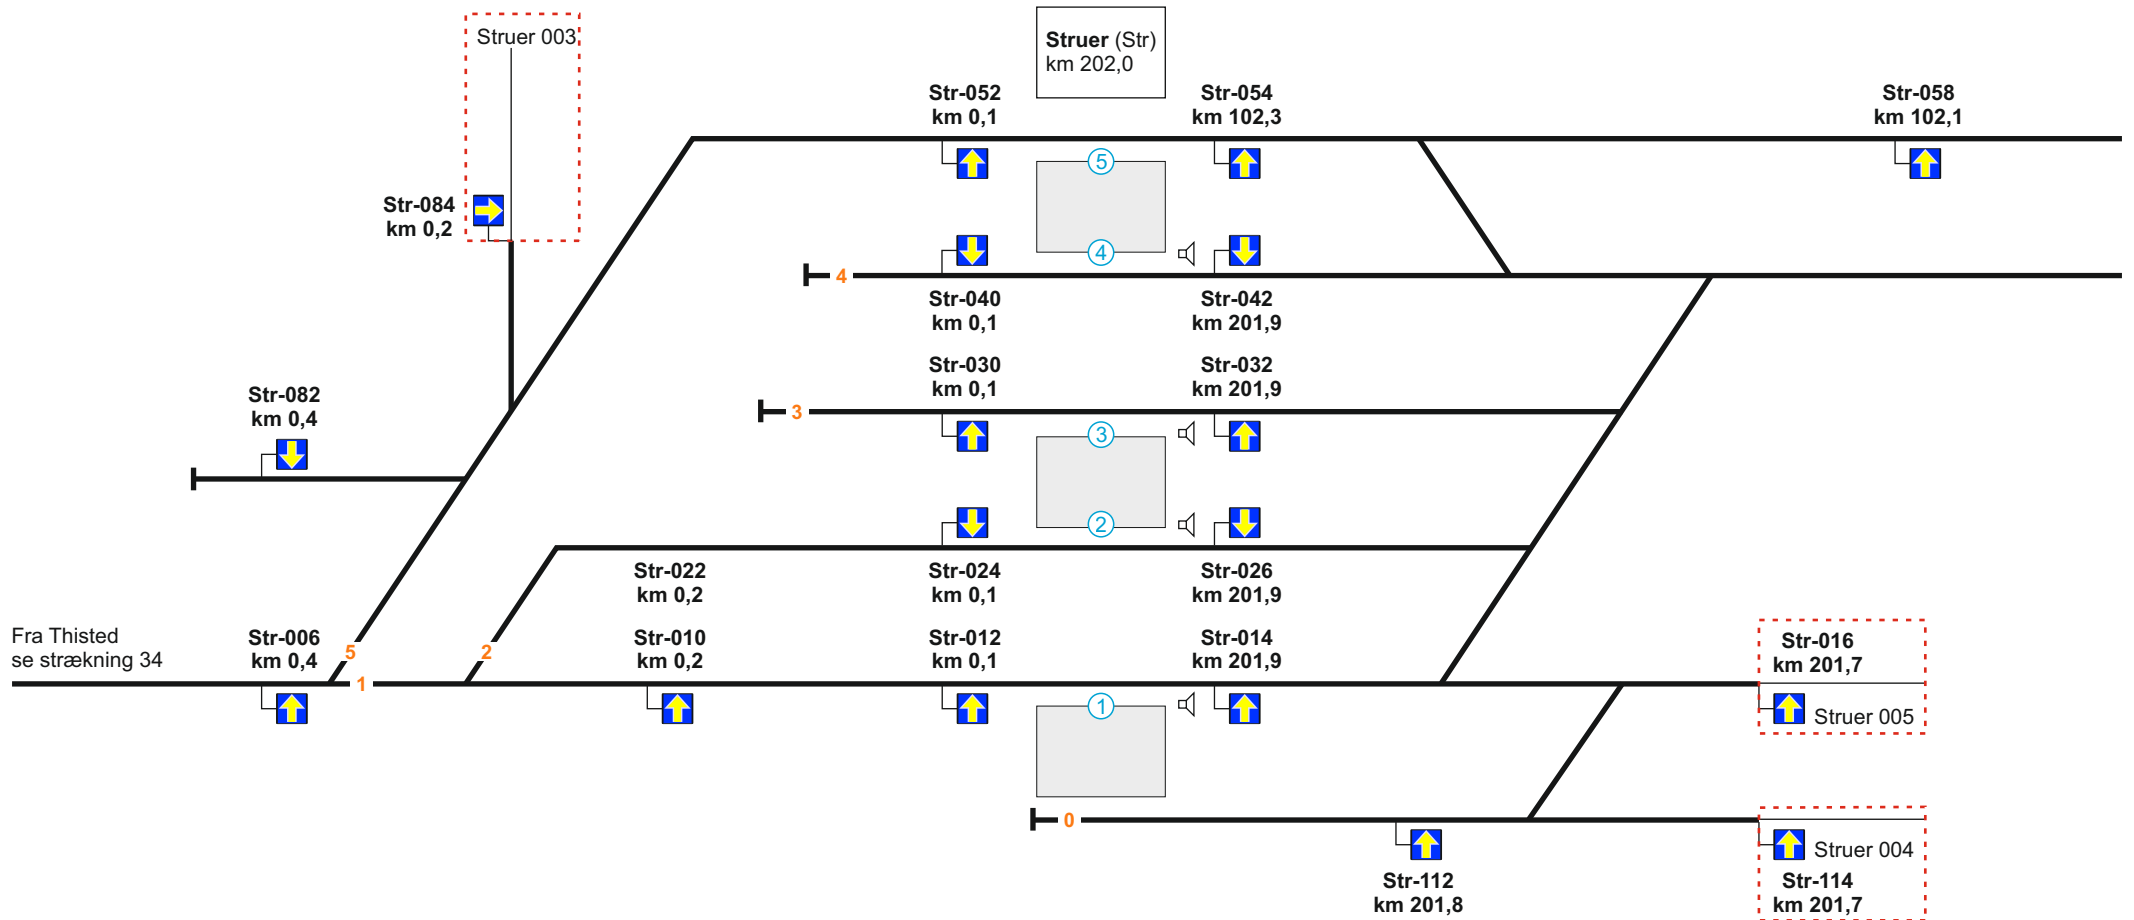 Struer 003
Struer (Str)
km 202,0
Str-052
km 0,1
Str-054
km 102,3
Str-058
km 102,1
5
Str-084
km 0,2
4
4
Str-040
km 0,1
Str-042
km 201,9
Str-030
km 0,1
Str-032
km 201,9
Str-082
km 0,4
3
3
2
Str-022
km 0,2
Str-024
km 0,1
Str-026
km 201,9
Fra Thisted
se strækning 34
Str-006
km 0,4
5
2
Str-010
km 0,2
Str-012
km 0,1
Str-014
km 201,9
Str-016
km 201,7
1
1
Struer 005
0
Struer 004
Str-112
km 201,8
Str-114
km 201,7